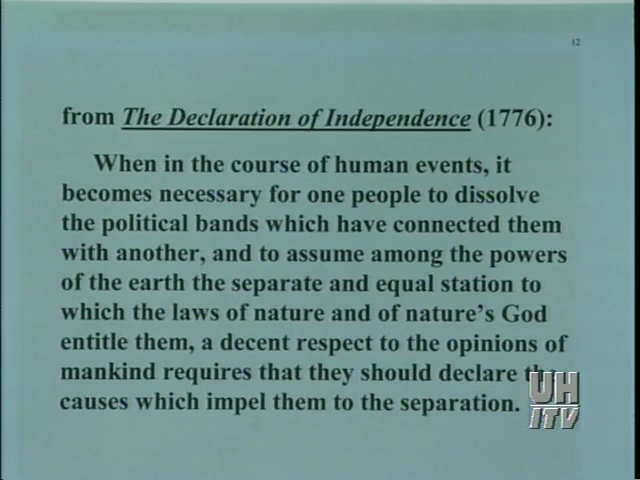 12
from The Declaration of Independence (1776):
When in the course of human events, it
becomes necessary for one people to dissolve
the political bands which have connected them
with another, and to assume among the powers
of the earth the separate and equal station to
which the laws of nature and of nature's God
entitle them, a decent respect to the opinions of
mankind requires that they should declare the
causes which impel them to the separation.
UH
ITV